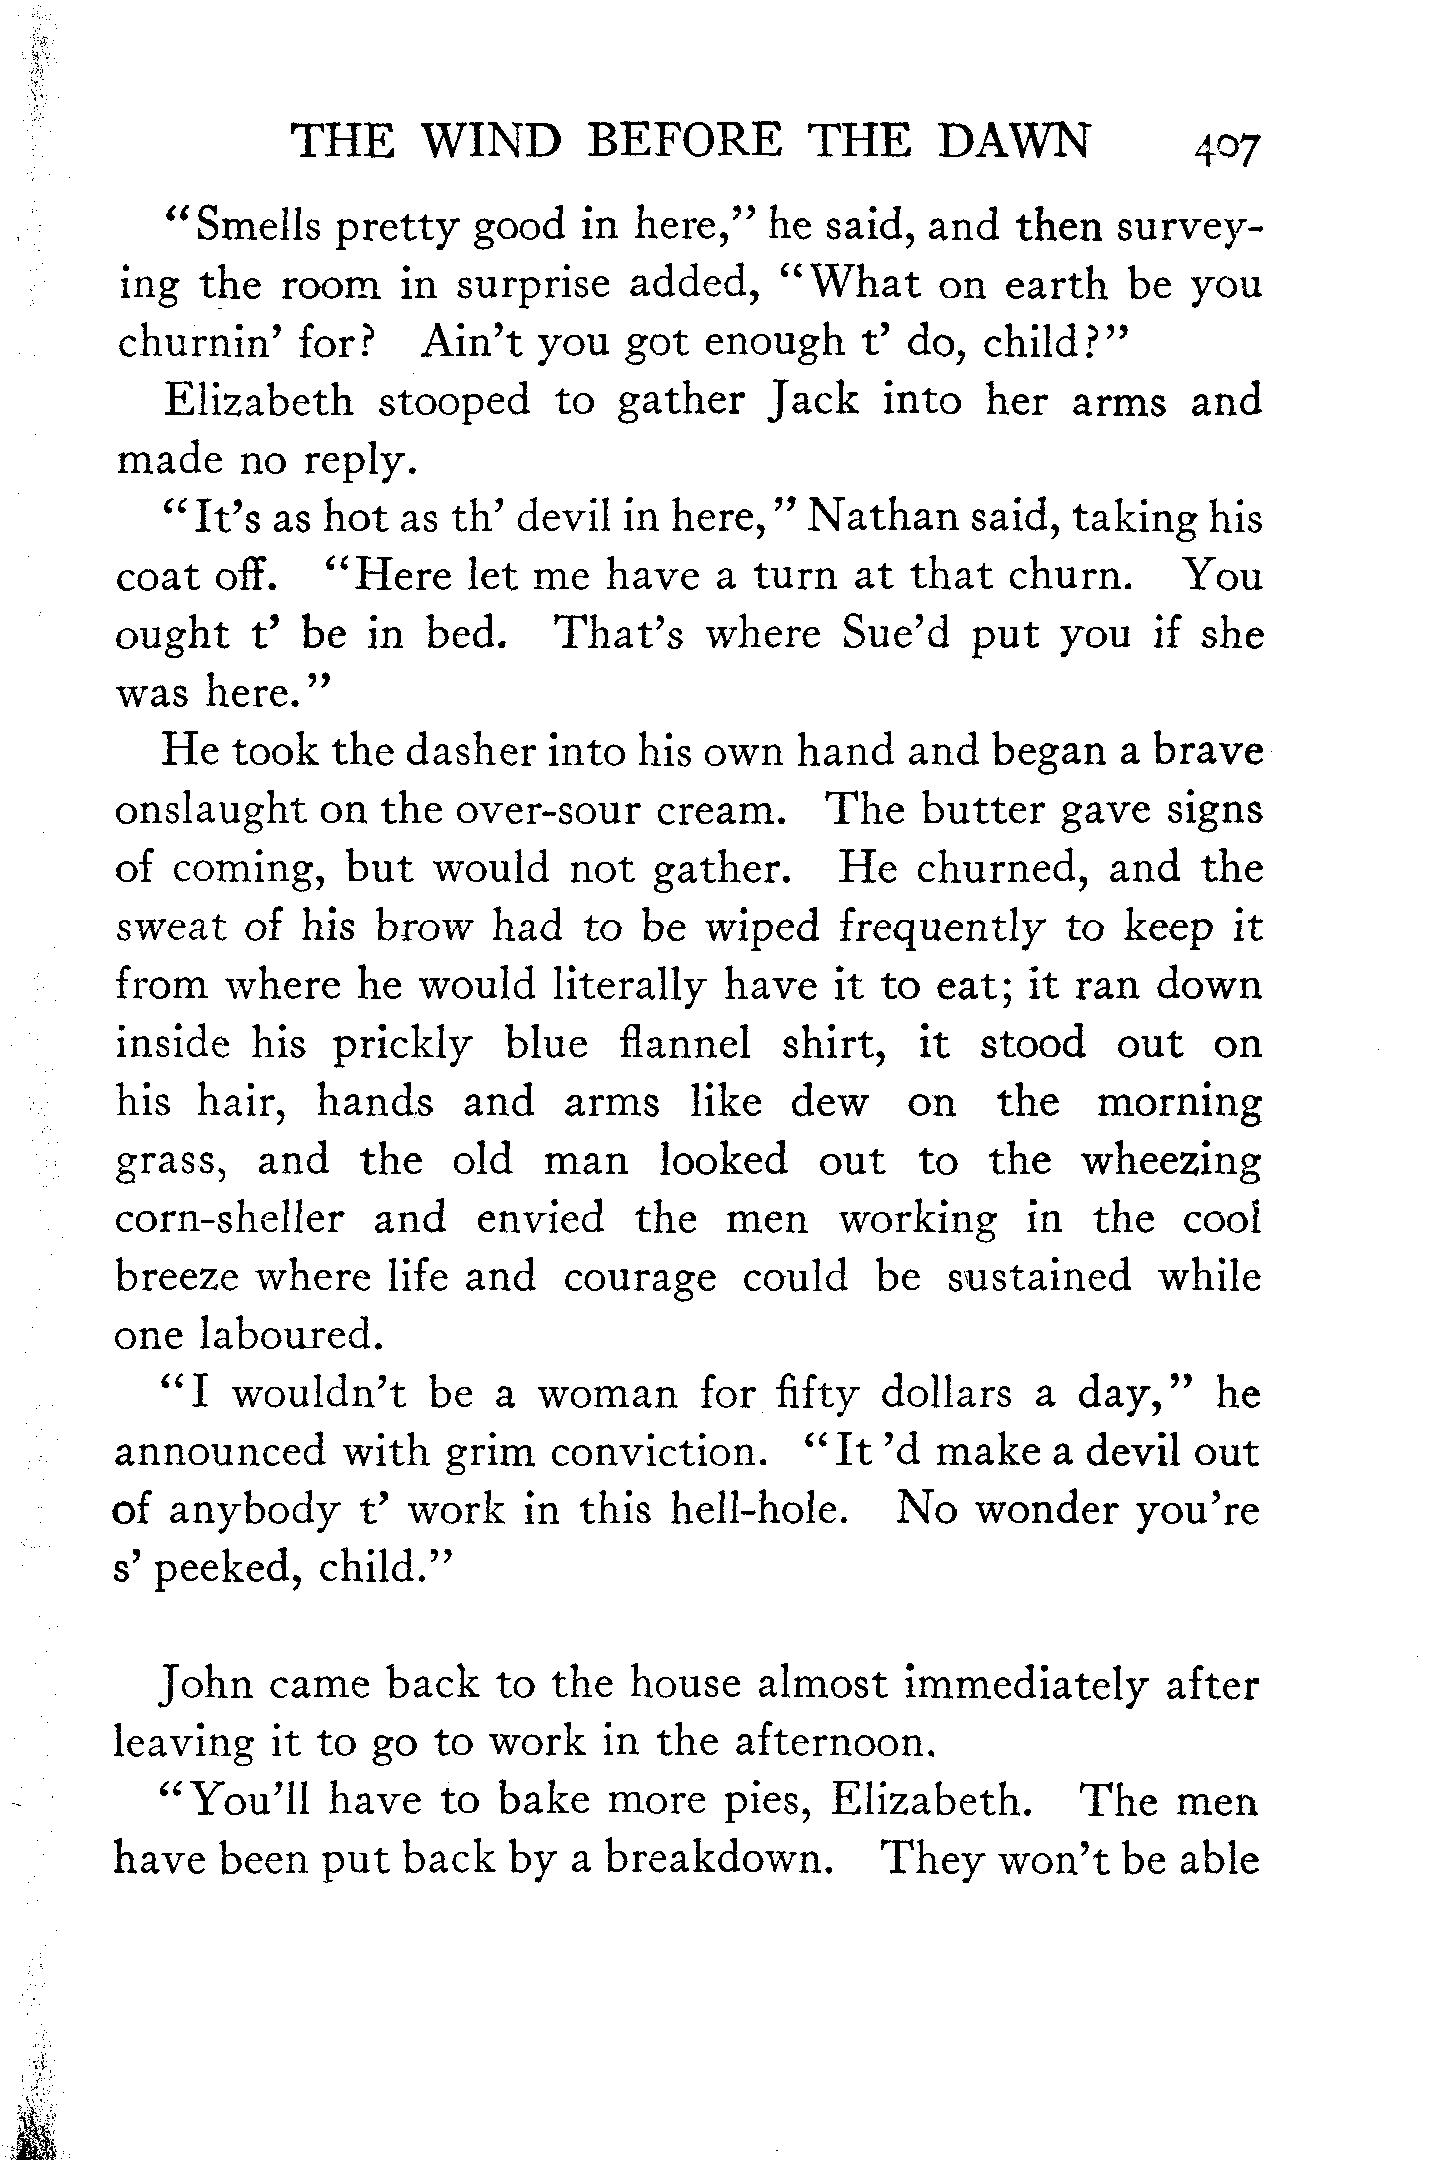 THE WIND BEFORE THE DAWN 407
“Smells pretty good in here,” he said, and then survey-
ing the room in surprise added, “What on earth be you
churnin’ for? Ain’t you got enough t’ do, child?”
Elizabeth stooped to gather Jack into her arms and
made no reply.
“It’s as hot as th’ devil in here,” Nathan said, taking his
coat off. “Here let me have a turn at that churn. You
ought t’ be in bed. That’s where Sue’d put you if she
was here.”
He took the dasher into his own hand and began a brave
onslaught on the over-sour cream. The butter gave signs
of coming, but would not gather. He churned, and the
sweat of his brow had to be wiped frequently to keep it
from where he would literally have it to eat; it ran down
inside his prickly blue flannel shirt, it stood out on
his hair, hands and arms like dew on the morning
grass, and the old man looked out to the wheezing
corn-sheller and envied the men working in the cool
breeze where life and courage could be sustained while
one laboured.
“I wouldn’t be a woman for fifty dollars a day,” he
announced with grim conviction. “It ’d make a devil out
of anybody t’ work in this hell-hole. No wonder you’re
s’ peeked, child.”
John came back to the house almost immediately after
leaving it to go to work in the afternoon.
“You’ll have to bake more pies, Elizabeth. The men
have been put back by a breakdown. They won’t be able